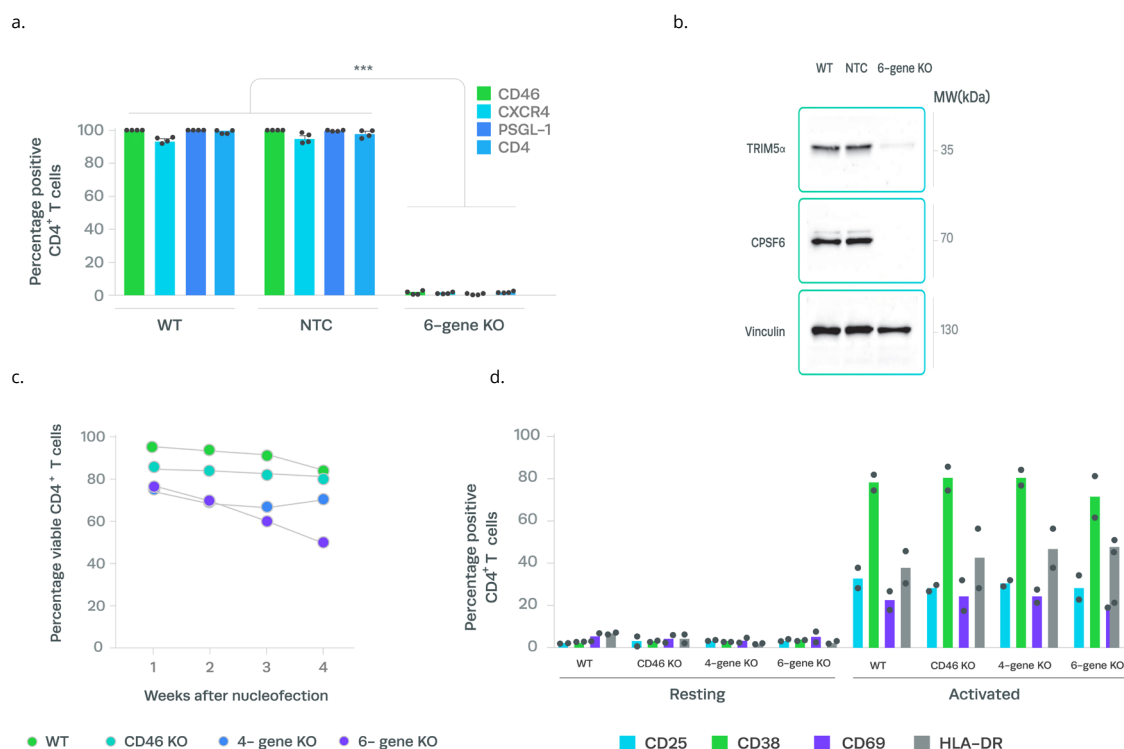 a.
***
CD46
CXCR4
PSGL-1
CD4
Percentage positive
CD4+ T cells
100
80
60
40
20
0
WT
NTC
6-gene KO
b.
WT NTC 6-gene KO
MW(kDa)
TRIM5α
35
CPSF6
70
Vinculin
130
c.
Percentage viable CD4+ T cells
100
80
60
40
20
0
1 2 3 4
Weeks after nucleofection
WT CD46 KO 4- gene KO 6- gene KO
d.
Percentage positive
CD4+ T cells
100
80
60
40
20
0
WT CD46 KO 4-gene KO 6-gene KO WT CD46 KO 4-gene KO 6-gene KO
Resting Activated
CD25 CD38 CD69 HLA-DR